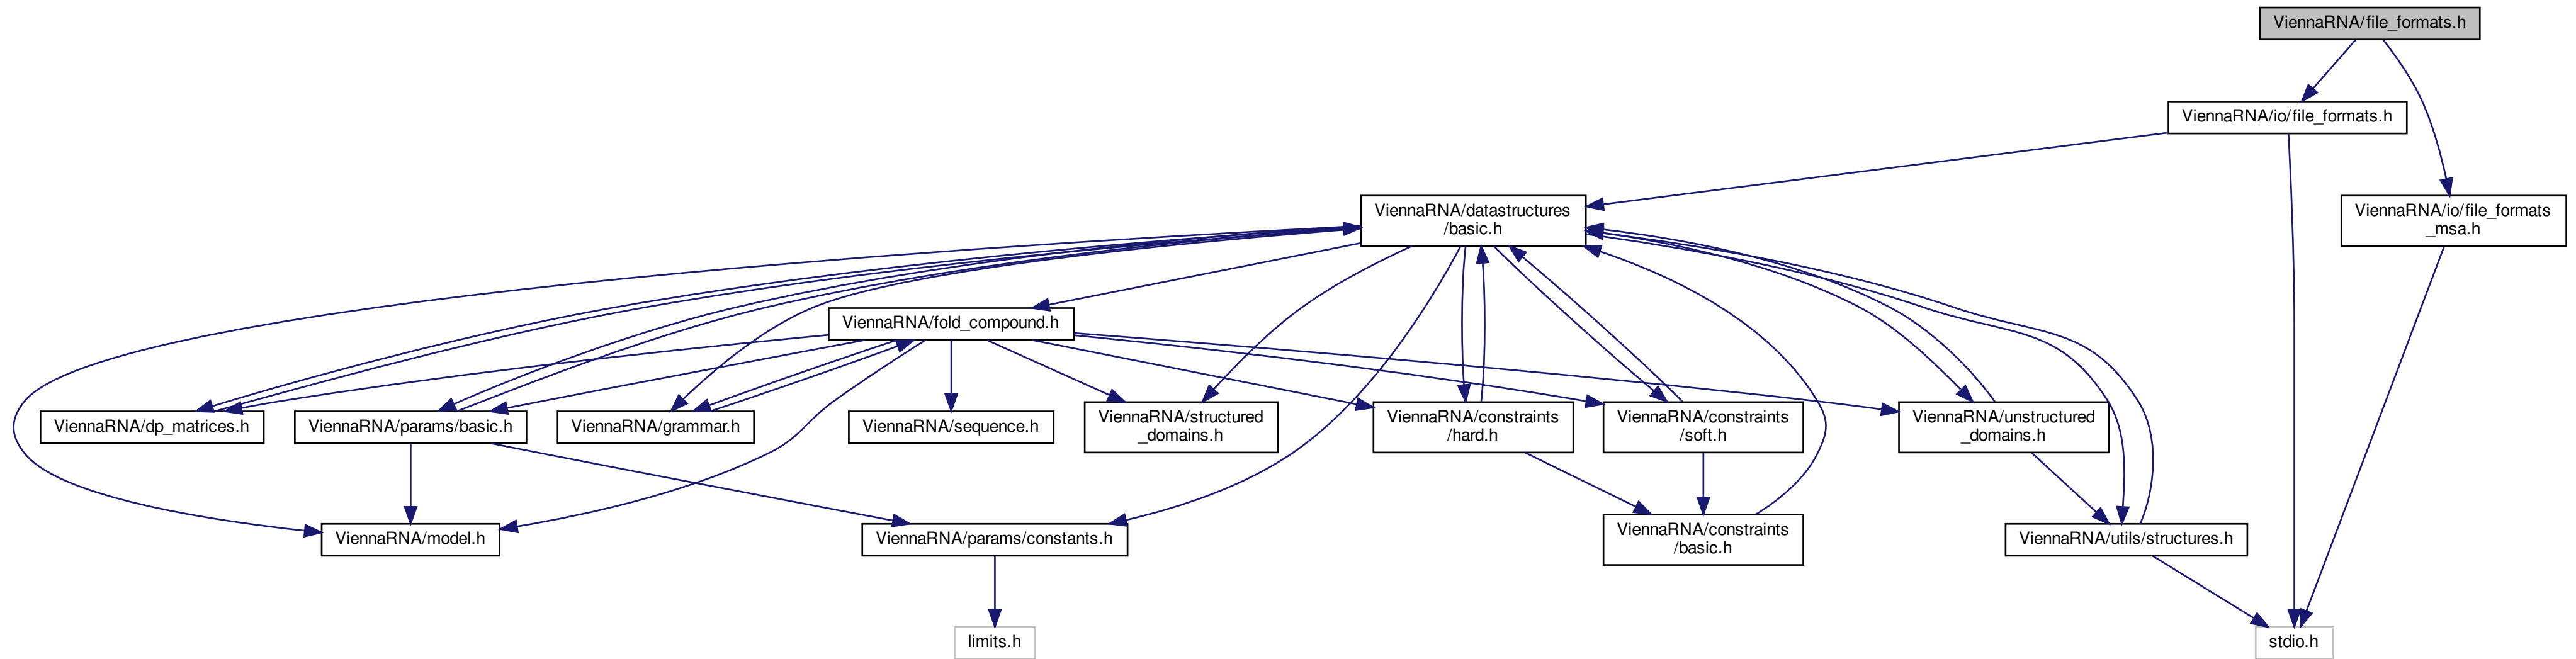 ViennaRNA/file_formats.h
ViennaRNA/io/file_formats.h
ViennaRNA/datastructures
/basic.h
ViennaRNA/io/file_formats
_msa.h
ViennaRNA/fold_compound.h
ViennaRNA/dp_matrices.h
ViennaRNA/params/basic.h
ViennaRNA/grammar.h
ViennaRNA/sequence.h
ViennaRNA/structured
_domains.h
ViennaRNA/constraints
/hard.h
ViennaRNA/constraints
/soft.h
ViennaRNA/unstructured
_domains.h
ViennaRNA/model.h
ViennaRNA/params/constants.h
ViennaRNA/constraints
/basic.h
ViennaRNA/utils/structures.h
limits.h
stdio.h